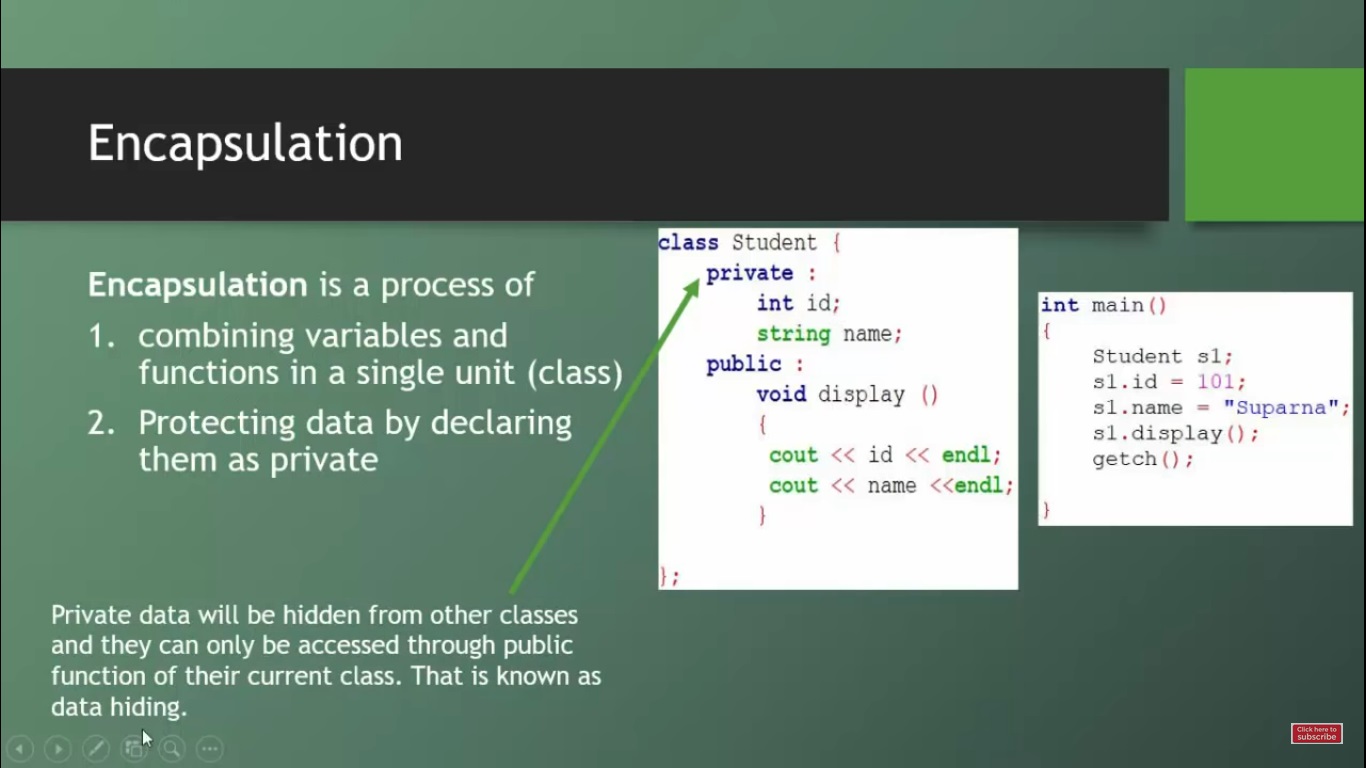 Encapsulation
Encapsulation is a process of
1. combining variables and
functions in a single unit (class)
2. Protecting data by declaring
them as private
Private data will be hidden from other classes
and they can only be accessed through public
function of their current class. That is known as
data hiding.
class Student {
private :
int id;
string name;
public :
void display ()
{
cout << id << endl;
cout << name <<endl;
}
};
int main()
{
Student s1;
s1.id = 101;
s1.name = "Suparna";
s1.display();
getch();
}
Click here to
subscribe